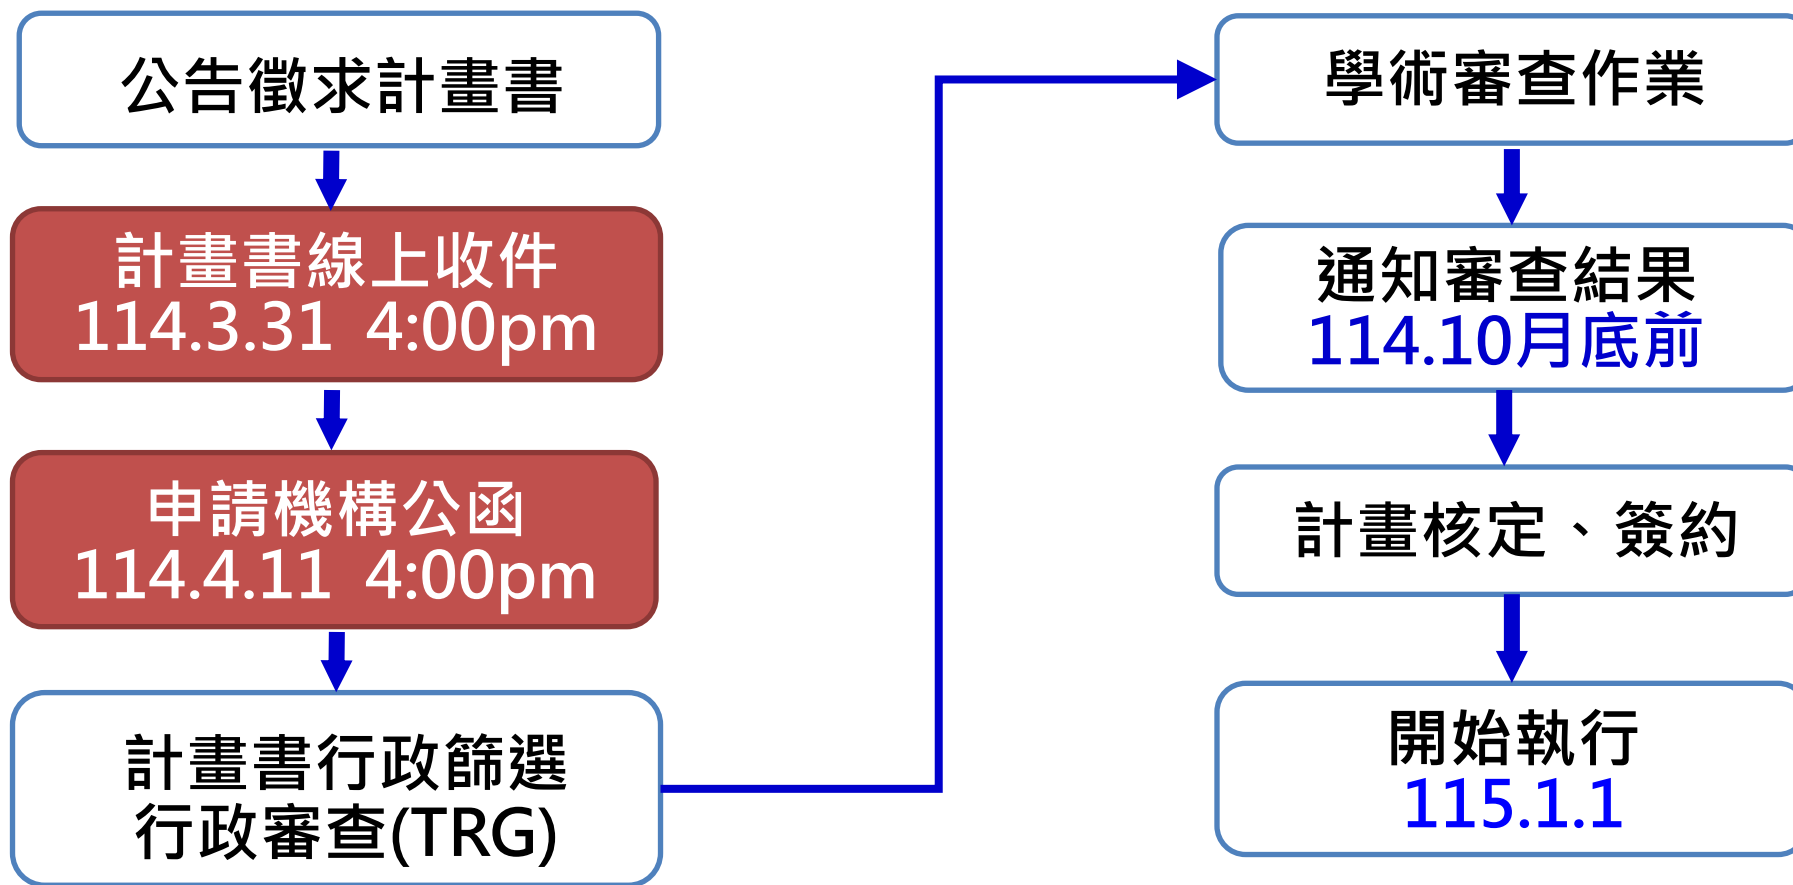 公告徵求計畫書
計畫書線上收件
114.3.31 4:00pm
申請機構公函
114.4.11 4:00pm
計畫書行政篩選
行政審查(TRG)
學術審查作業
通知審查結果
114.10月底前
計畫核定、簽約
開始執行
115.1.1